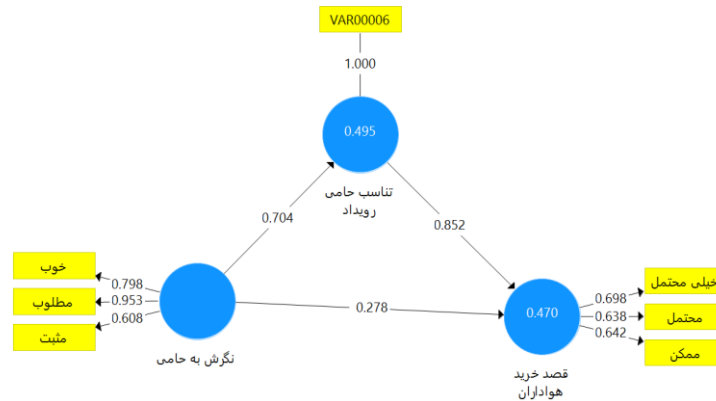 VAR00006
1.000
0.495
تناسب حامی
رویداد
0.704
0.852
خوب
0.798
مطلوب
0.953
مثبت
0.608
نگرش به حامی
0.278
0.470
قصد خرید
هواداران
0.698
خیلی محتمل
0.638
محتمل
0.642
ممکن